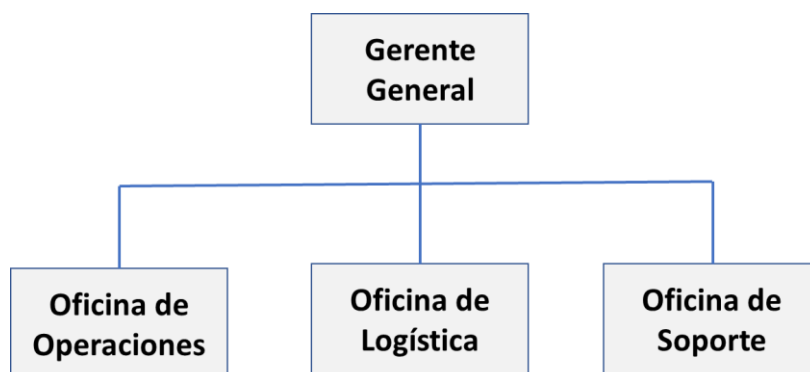 Gerente
General
Oficina de
Operaciones
Oficina de
Logística
Oficina de
Soporte